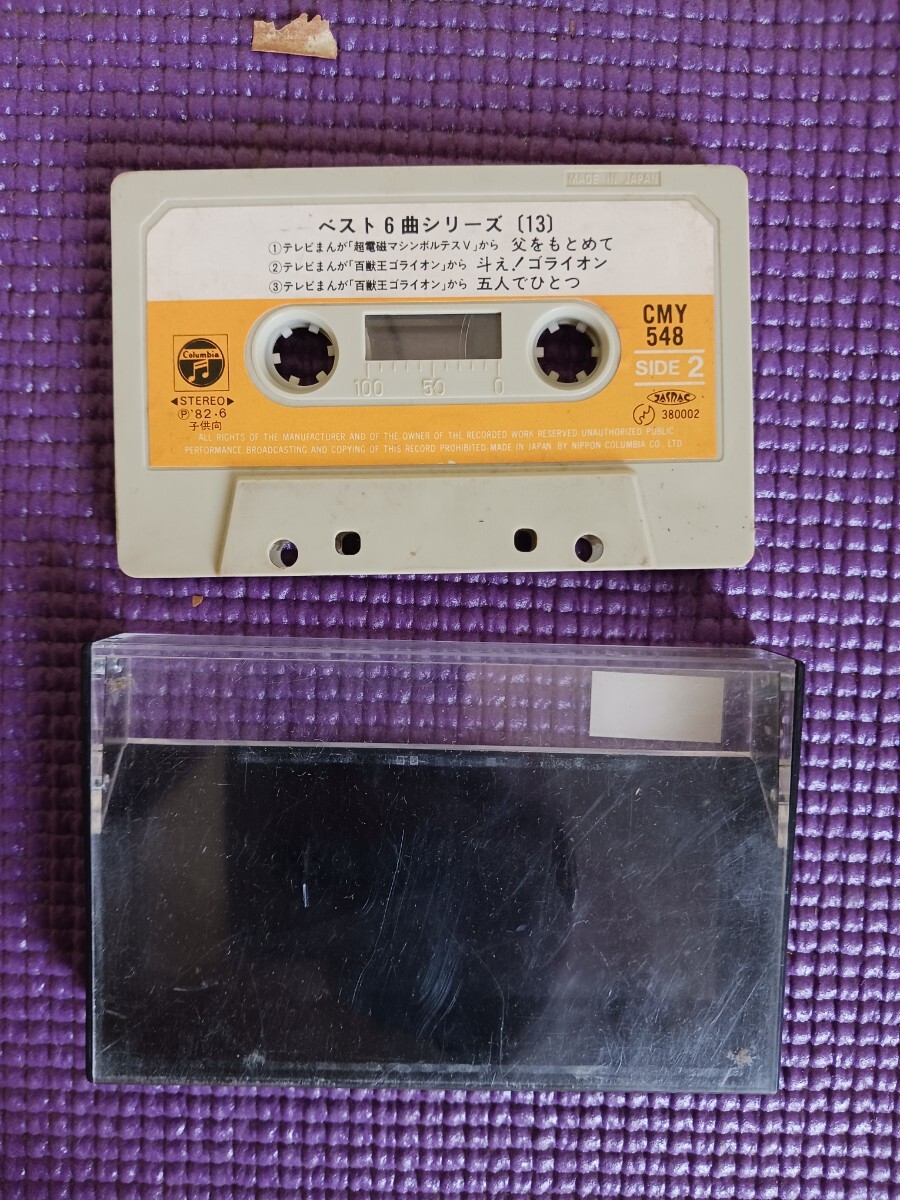 MADE IN JAPAN
ベスト6曲シリーズ〔13〕
①テレビまんが「超電磁マシンボルテスV」から 父をもとめて
②テレビまんが「百獣王ゴライオン」から 斗え!ゴライオン
③テレビまんが「百獣王ゴライオン」から 五人でひとつ
CMY
548
SIDE 2
Columbia
◀STEREO▶
Ⓟ'82・6
子供向
100 50 0
JASRAC
380002
ALL RIGHTS OF THE MANUFACTURER AND OF THE OWNER OF THE RECORDED WORK RESERVED UNAUTHORIZED PUBLIC
PERFORMANCE.BROADCASTING AND COPYING OF THIS RECORD PROHIBITED.MADE IN JAPAN BY NIPPON COLUMBIA CO., LTD.